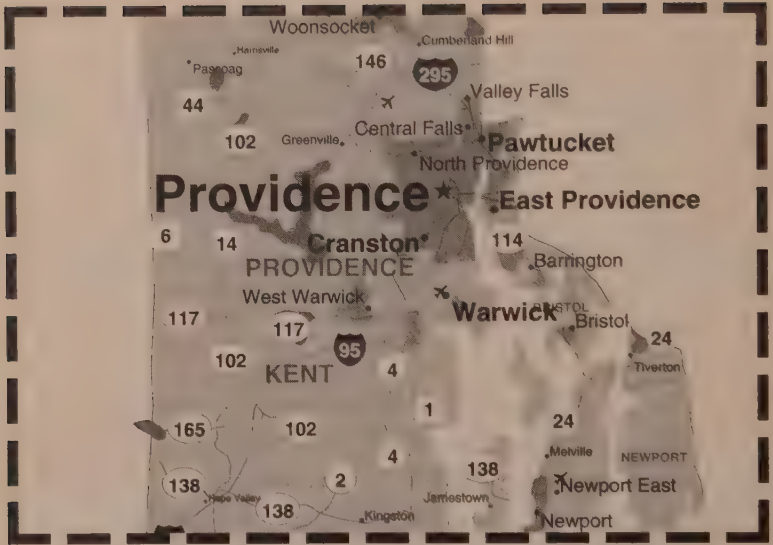 Woonsocket
Cumberland Hill
Harrisville
146
Pascoag
295
Valley Falls
44
Central Falls
102
Greenville
Pawtucket
North Providence
Providence
East Providence
6
14
Cranston
114
PROVIDENCE
Barrington
West Warwick
Warwick
BRISTOL
117
117
Bristol
24
95
102
4
Tiverton
KENT
1
165
102
24
4
Melville
NEWPORT
138
138
2
Newport East
Hope Valley
Jamestown
138
Kingston
Newport